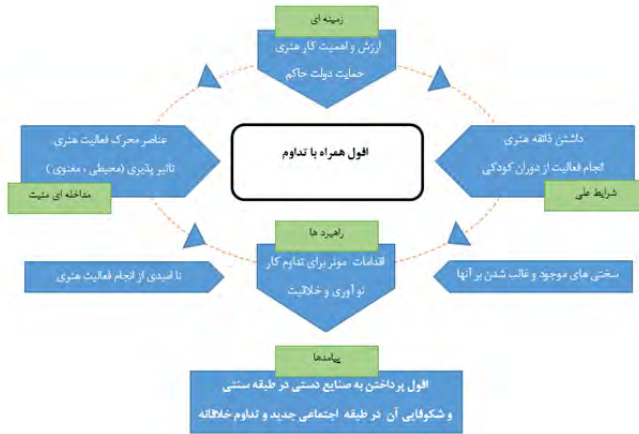 زمینه ای
ارزش و اهمیت کار هنری
حمایت دولت حاکم
داشتن ذائقه هنری
انجام فعالیت از دوران کودکی
شرایط علی
افول همراه با تداوم
عناصر محرک فعالیت هنری
تاثیر پذیری (محیطی ، معنوی )
مداخله ای مثبت
راهبرد ها
اقدامات موثر برای تداوم کار
نو آوری و خلاقیت
سختی های موجود و غالب شدن بر آنها
نا امیدی از انجام فعالیت هنری
پیامدها
افول پرداختن به صنایع دستی در طبقه سنتی
و شکوفایی آن در طبقه اجتماعی جدید و تداوم خلاقانه